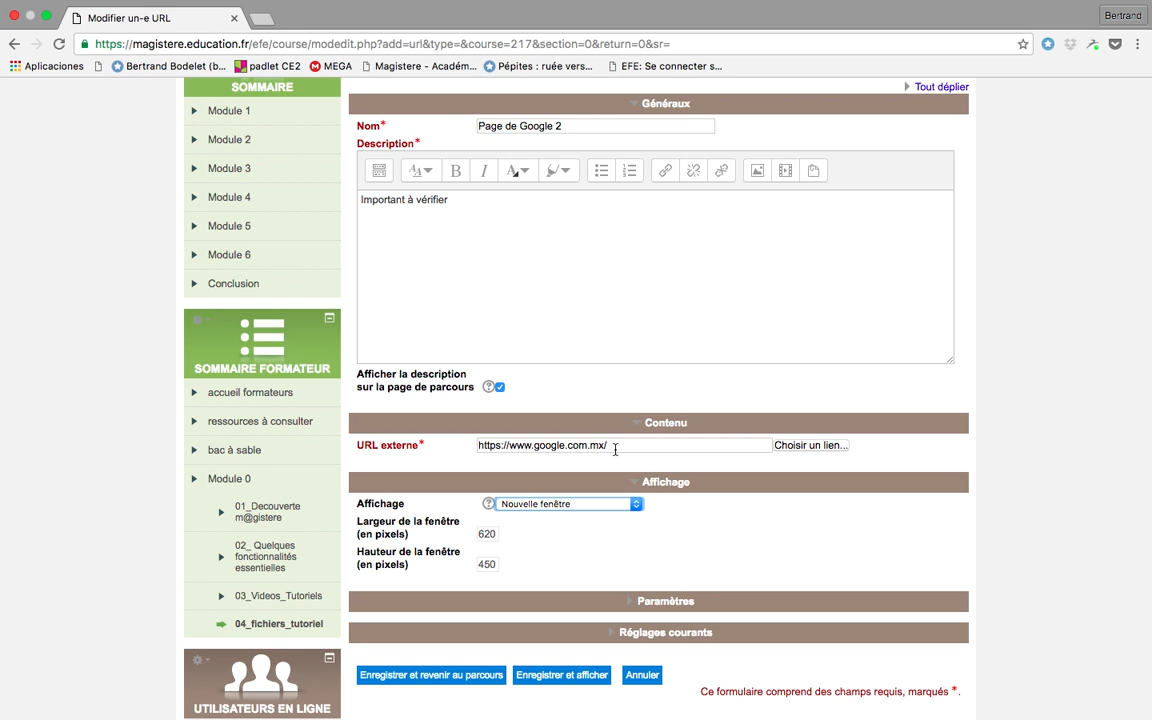 Modifier un-e URL
Bertrand
https://magistere.education.fr/efe/course/modedit.php?add=url&type=&course=217&section=0&return=0&sr=
Aplicaciones
Bertrand Bodelet (b...
padlet CE2
MEGA
Magistere - Académ...
Pépites : ruée vers...
EFE: Se connecter s...
SOMMAIRE
Module 1
Module 2
Module 3
Module 4
Module 5
Module 6
Conclusion
SOMMAIRE FORMATEUR
accueil formateurs
ressources à consulter
bac à sable
Module 0
01_Decouverte
m@gistere
02_ Quelques
fonctionnalités
essentielles
03_Videos_Tutoriels
04_fichiers_tutoriel
UTILISATEURS EN LIGNE
Tout déplier
Généraux
Nom* Page de Google 2
Description*
Important à vérifier
Afficher la description
sur la page de parcours
Contenu
URL externe* https://www.google.com.mx/ Choisir un lien...
Affichage
Affichage Nouvelle fenêtre
Largeur de la fenêtre
(en pixels) 620
Hauteur de la fenêtre
(en pixels) 450
Paramètres
Réglages courants
Enregistrer et revenir au parcours Enregistrer et afficher Annuler
Ce formulaire comprend des champs requis, marqués *.